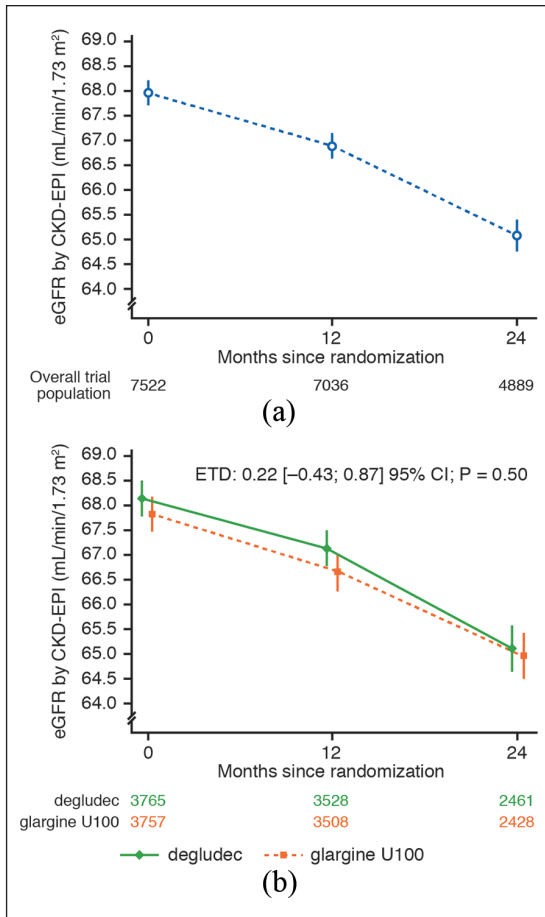 eGFR by CKD-EPI (mL/min/1.73 m²)
69.0
68.5
68.0
67.5
67.0
66.5
66.0
65.5
65.0
64.5
64.0
0
12
24
Months since randomization
Overall trial
population
7522
7036
4889
(a)
eGFR by CKD-EPI (mL/min/1.73 m²)
69.0
68.5
68.0
67.5
67.0
66.5
66.0
65.5
65.0
64.5
64.0
ETD: 0.22 [–0.43; 0.87] 95% CI; P = 0.50
0
12
24
Months since randomization
degludec 3765 3528 2461
glargine U100 3757 3508 2428
degludec glargine U100
(b)